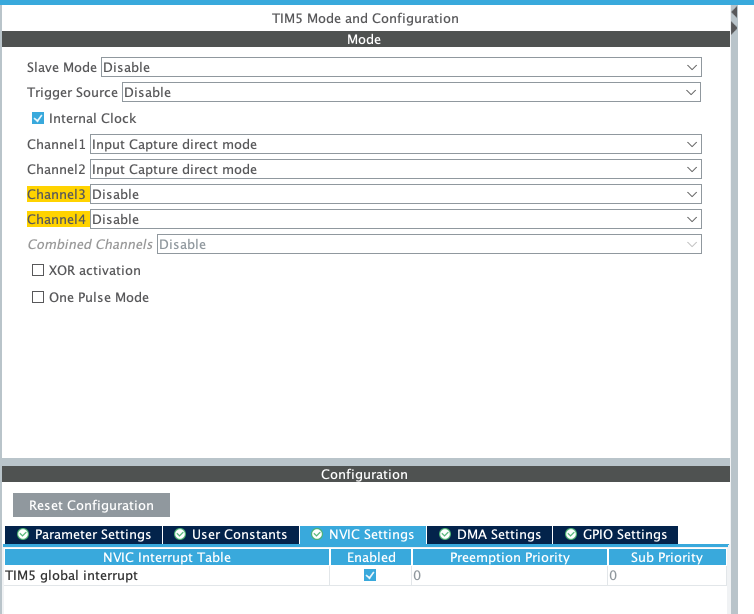 TIM5 Mode and Configuration
Mode
Slave Mode Disable
Trigger Source Disable
Internal Clock
Channel1 Input Capture direct mode
Channel2 Input Capture direct mode
Channel3 Disable
Channel4 Disable
Combined Channels Disable
XOR activation
One Pulse Mode
Configuration
Reset Configuration
Parameter Settings User Constants NVIC Settings DMA Settings GPIO Settings
NVIC Interrupt Table Enabled Preemption Priority Sub Priority
TIM5 global interrupt 0 0